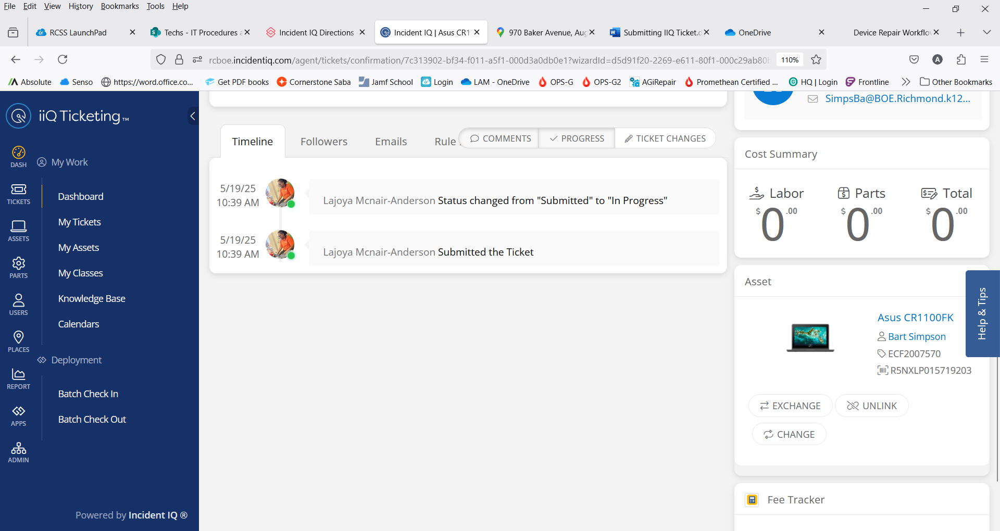 File Edit View History Bookmarks Tools Help
RCSS LaunchPad
Techs - IT Procedures
Incident IQ Directions
Incident IQ | Asus CR1
970 Baker Avenue, Aug
Submitting IIQ Ticket.d
OneDrive
Device Repair Workflo
rcboe.incidentiq.com/agent/tickets/confirmation/7c313902-bf34-f011-a5f1-000d3a0db0e1?wizardId=d5d91f20-2269-e611-80f1-000c29ab80b
110%
A
Absolute
Senso
https://word.office.co...
Get PDF books
Cornerstone Saba
Jamf School
Login
LAM - OneDrive
OPS-G
OPS-G2
AGiRepair
Promethean Certified ...
HQ | Login
Frontline
Other Bookmarks
iiQ Ticketing™
DASH
TICKETS
ASSETS
PARTS
USERS
PLACES
REPORT
APPS
ADMIN
My Work
Dashboard
My Tickets
My Assets
My Classes
Knowledge Base
Calendars
Deployment
Batch Check In
Batch Check Out
Powered by Incident IQ ®
Timeline
Followers
Emails
Rule
COMMENTS
PROGRESS
TICKET CHANGES
5/19/25
10:39 AM
Lajoya Mcnair-Anderson Status changed from "Submitted" to "In Progress"
5/19/25
10:39 AM
Lajoya Mcnair-Anderson Submitted the Ticket
SimpsBa@BOE.Richmond.k12...
Cost Summary
Labor
$0.00
Parts
$0.00
Total
$0.00
Asset
Asus CR1100FK
Bart Simpson
ECF2007570
R5NXLP015719203
EXCHANGE
UNLINK
CHANGE
Help & Tips
Fee Tracker